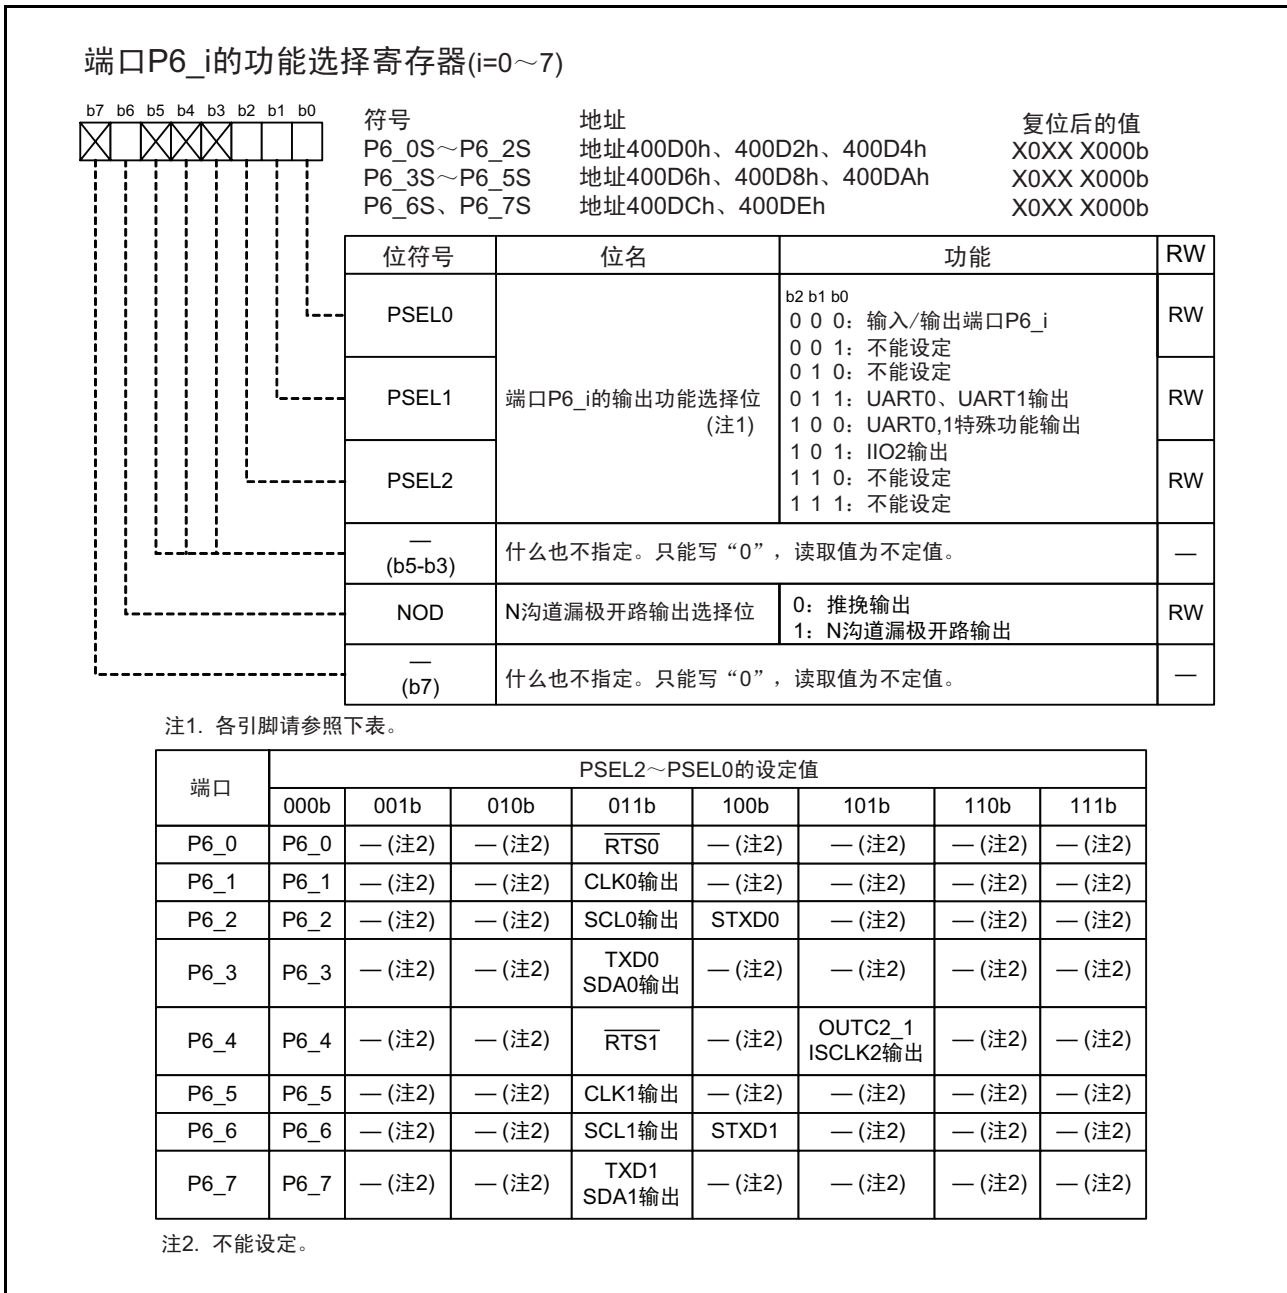 端口P6_i的功能选择寄存器(i=0～7)
b7 b6 b5 b4 b3 b2 b1 b0
符号 地址 复位后的值
P6_0S～P6_2S 地址400D0h、400D2h、400D4h X0XX X000b
P6_3S～P6_5S 地址400D6h、400D8h、400DAh X0XX X000b
P6_6S、P6_7S 地址400DCh、400DEh X0XX X000b
位符号 位名 功能 RW
PSEL0 RW
PSEL1 端口P6_i的输出功能选择位 (注1) RW
PSEL2 RW
b2 b1 b0
0 0 0：输入/输出端口P6_i
0 0 1：不能设定
0 1 0：不能设定
0 1 1：UART0、UART1输出
1 0 0：UART0,1特殊功能输出
1 0 1：IIO2输出
1 1 0：不能设定
1 1 1：不能设定
— (b5-b3) 什么也不指定。只能写“0”，读取值为不定值。 —
NOD N沟道漏极开路输出选择位 0：推挽输出 RW
1：N沟道漏极开路输出
— (b7) 什么也不指定。只能写“0”，读取值为不定值。 —
注1. 各引脚请参照下表。
端口 PSEL2～PSEL0的设定值
000b 001b 010b 011b 100b 101b 110b 111b
P6_0 P6_0 — (注2) — (注2) RTS0 — (注2) — (注2) — (注2) — (注2)
P6_1 P6_1 — (注2) — (注2) CLK0输出 — (注2) — (注2) — (注2) — (注2)
P6_2 P6_2 — (注2) — (注2) SCL0输出 STXD0 — (注2) — (注2) — (注2)
P6_3 P6_3 — (注2) — (注2) TXD0 SDA0输出 — (注2) — (注2) — (注2) — (注2)
P6_4 P6_4 — (注2) — (注2) RTS1 — (注2) OUTC2_1 ISCLK2输出 — (注2) — (注2)
P6_5 P6_5 — (注2) — (注2) CLK1输出 — (注2) — (注2) — (注2) — (注2)
P6_6 P6_6 — (注2) — (注2) SCL1输出 STXD1 — (注2) — (注2) — (注2)
P6_7 P6_7 — (注2) — (注2) TXD1 SDA1输出 — (注2) — (注2) — (注2) — (注2)
注2. 不能设定。